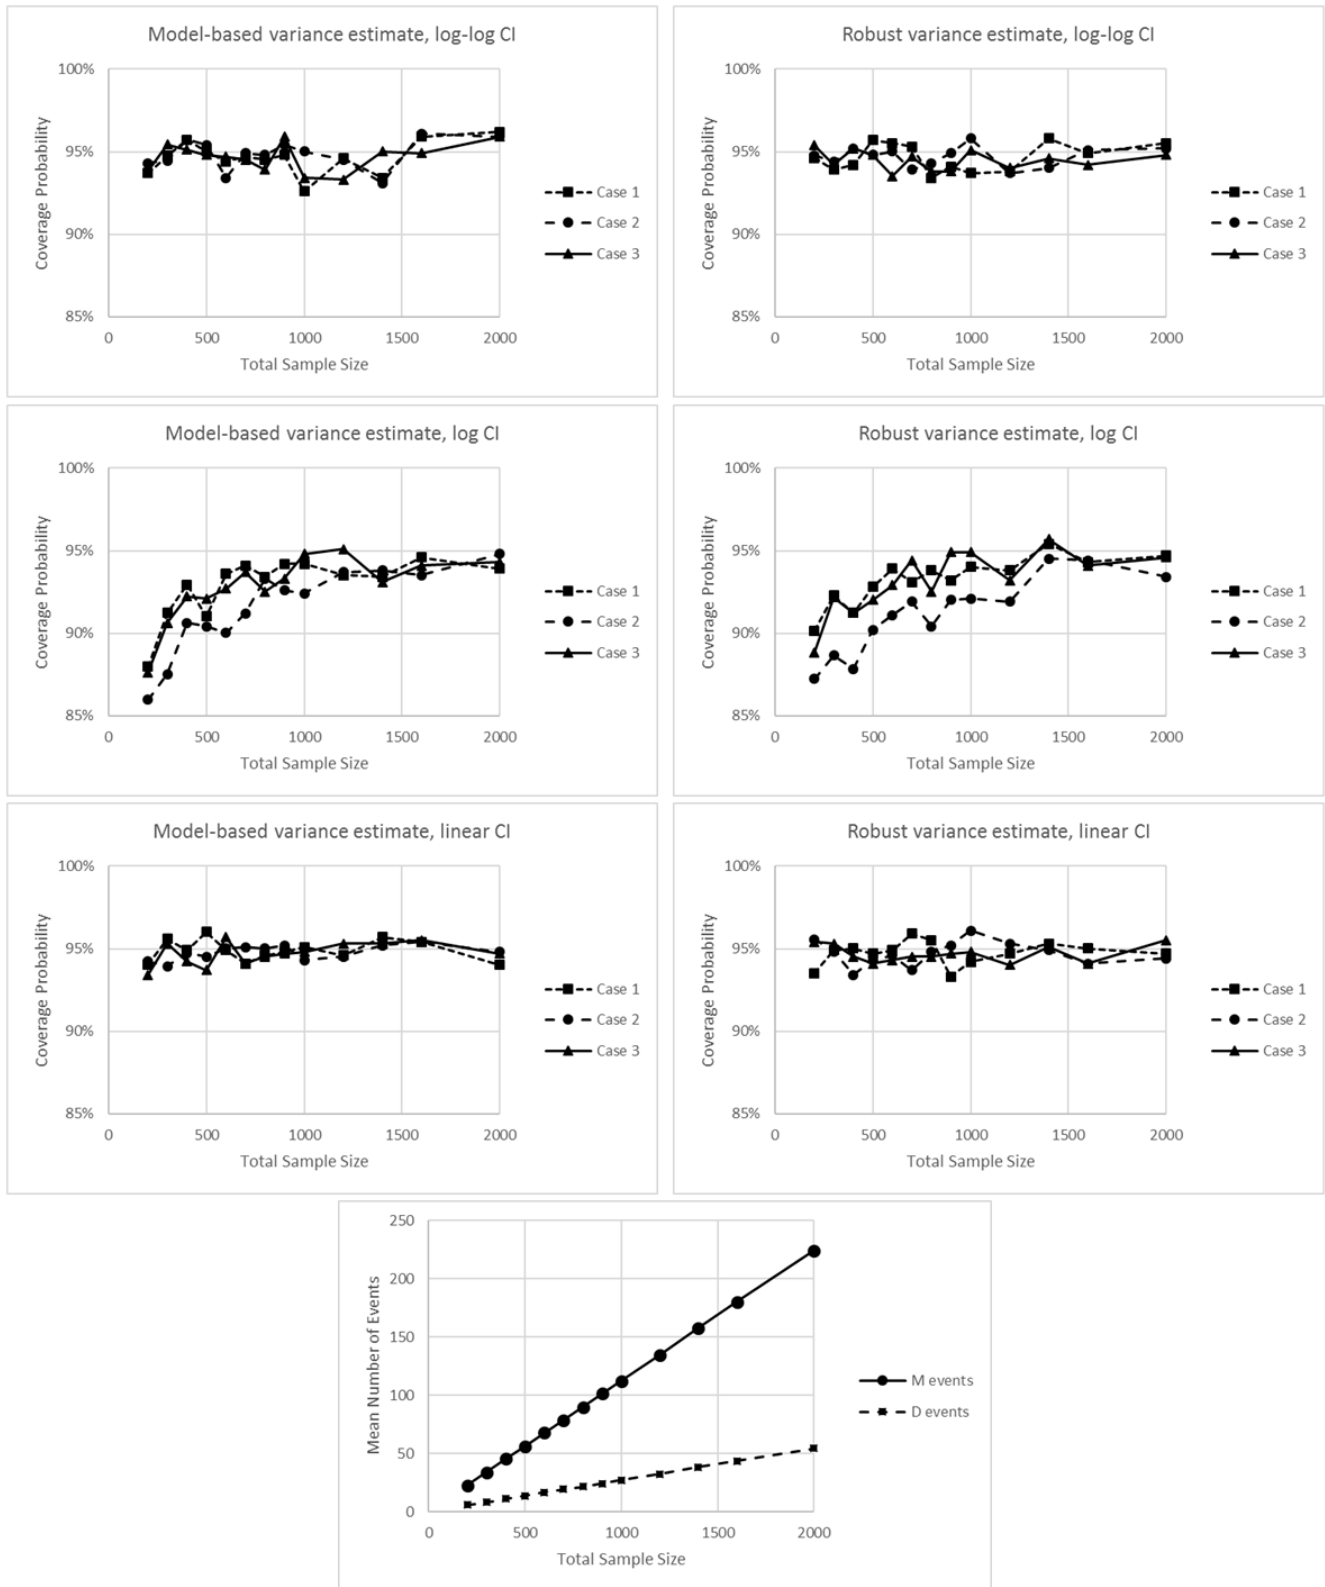 Model-based variance estimate, log-log CI
100%
95%
90%
85%
Coverage Probability
0 500 1000 1500 2000
Total Sample Size
Case 1
Case 2
Case 3
Robust variance estimate, log-log CI
100%
95%
90%
85%
Coverage Probability
0 500 1000 1500 2000
Total Sample Size
Case 1
Case 2
Case 3
Model-based variance estimate, log CI
100%
95%
90%
85%
Coverage Probability
0 500 1000 1500 2000
Total Sample Size
Case 1
Case 2
Case 3
Robust variance estimate, log CI
100%
95%
90%
85%
Coverage Probability
0 500 1000 1500 2000
Total Sample Size
Case 1
Case 2
Case 3
Model-based variance estimate, linear CI
100%
95%
90%
85%
Coverage Probability
0 500 1000 1500 2000
Total Sample Size
Case 1
Case 2
Case 3
Robust variance estimate, linear CI
100%
95%
90%
85%
Coverage Probability
0 500 1000 1500 2000
Total Sample Size
Case 1
Case 2
Case 3
250
200
150
100
50
0
Mean Number of Events
0 500 1000 1500 2000
Total Sample Size
M events
D events